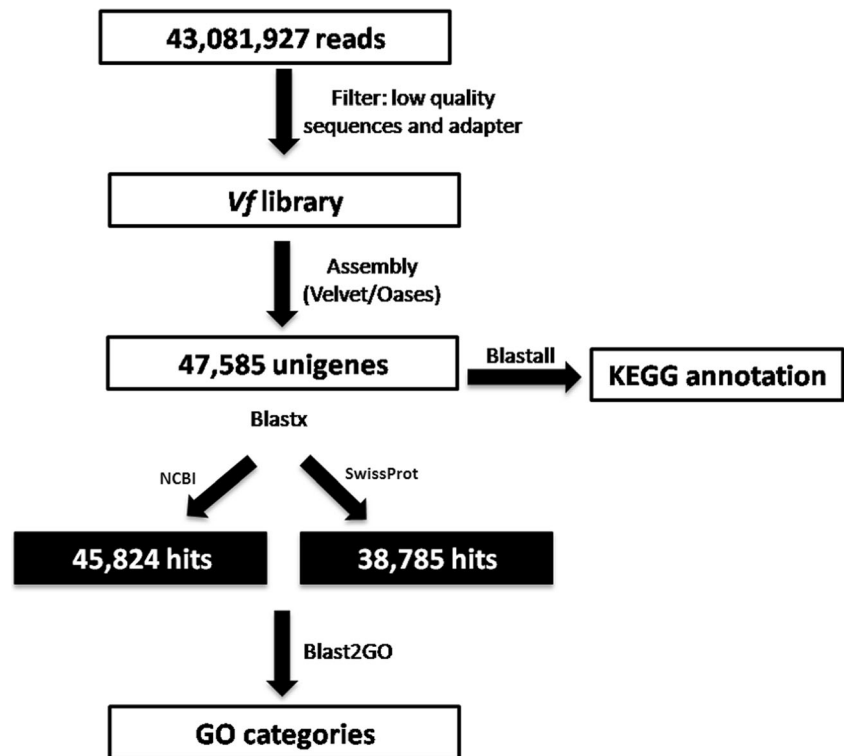 43,081,927 reads
Filter: low quality
sequences and adapter
Vf library
Assembly
(Velvet/Oases)
47,585 unigenes
Blastall
KEGG annotation
Blastx
NCBI
SwissProt
45,824 hits
38,785 hits
Blast2GO
GO categories